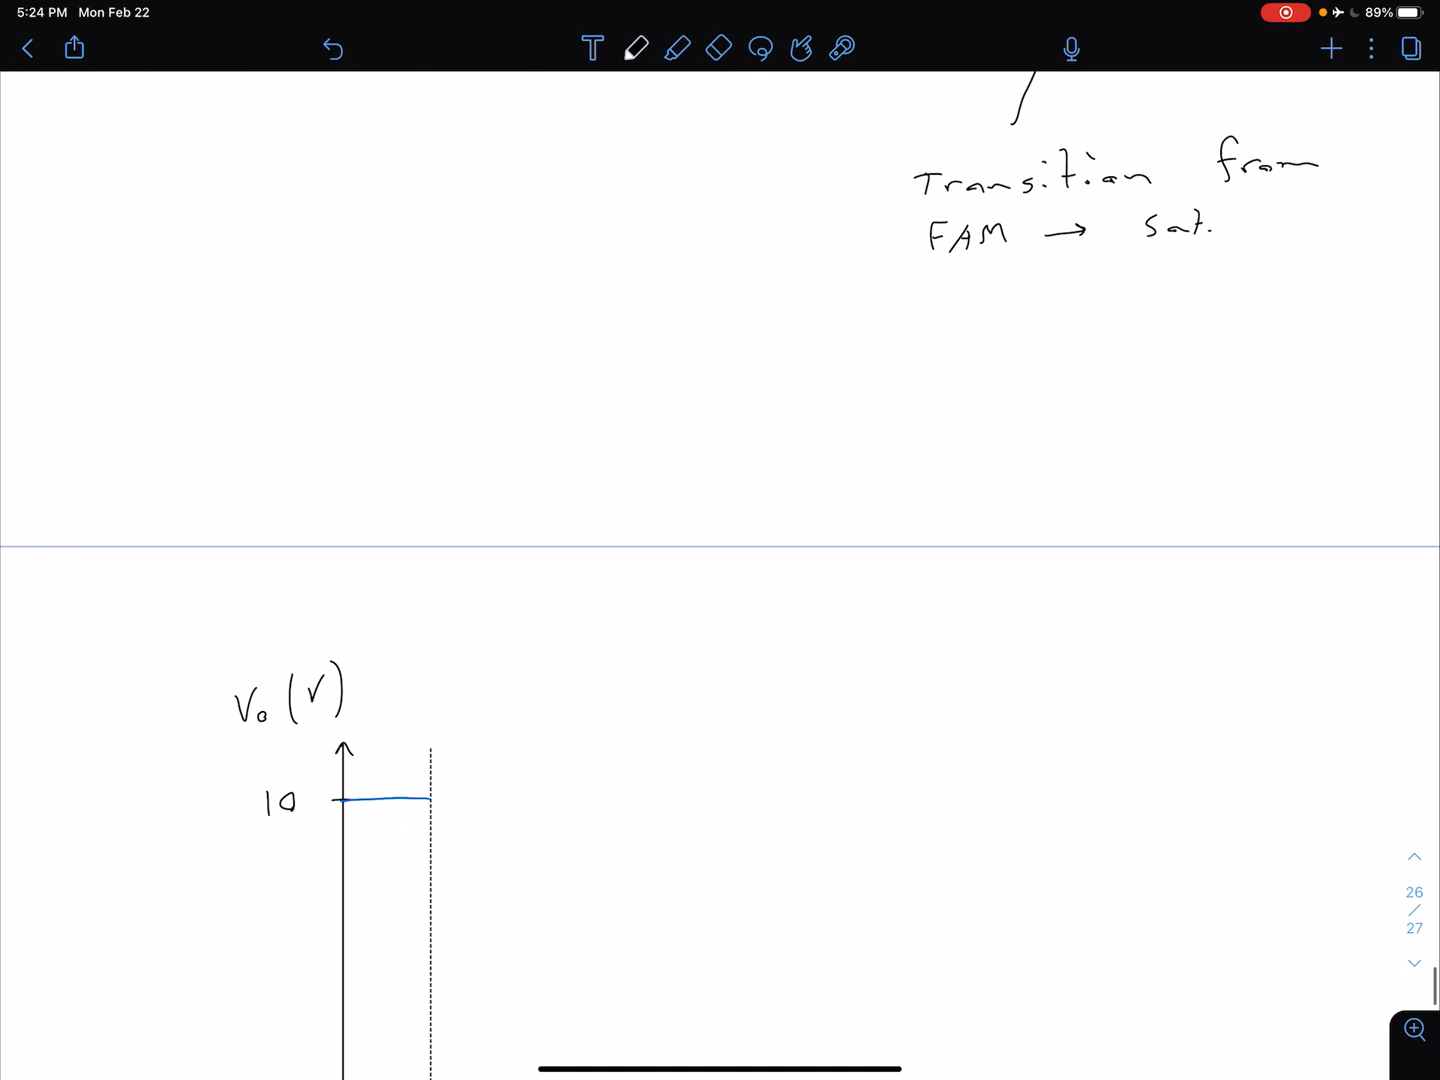 5:24 PM Mon Feb 22
89%
T
Transition from
FAM → Sat.
Vo (V)
10
26
/
27